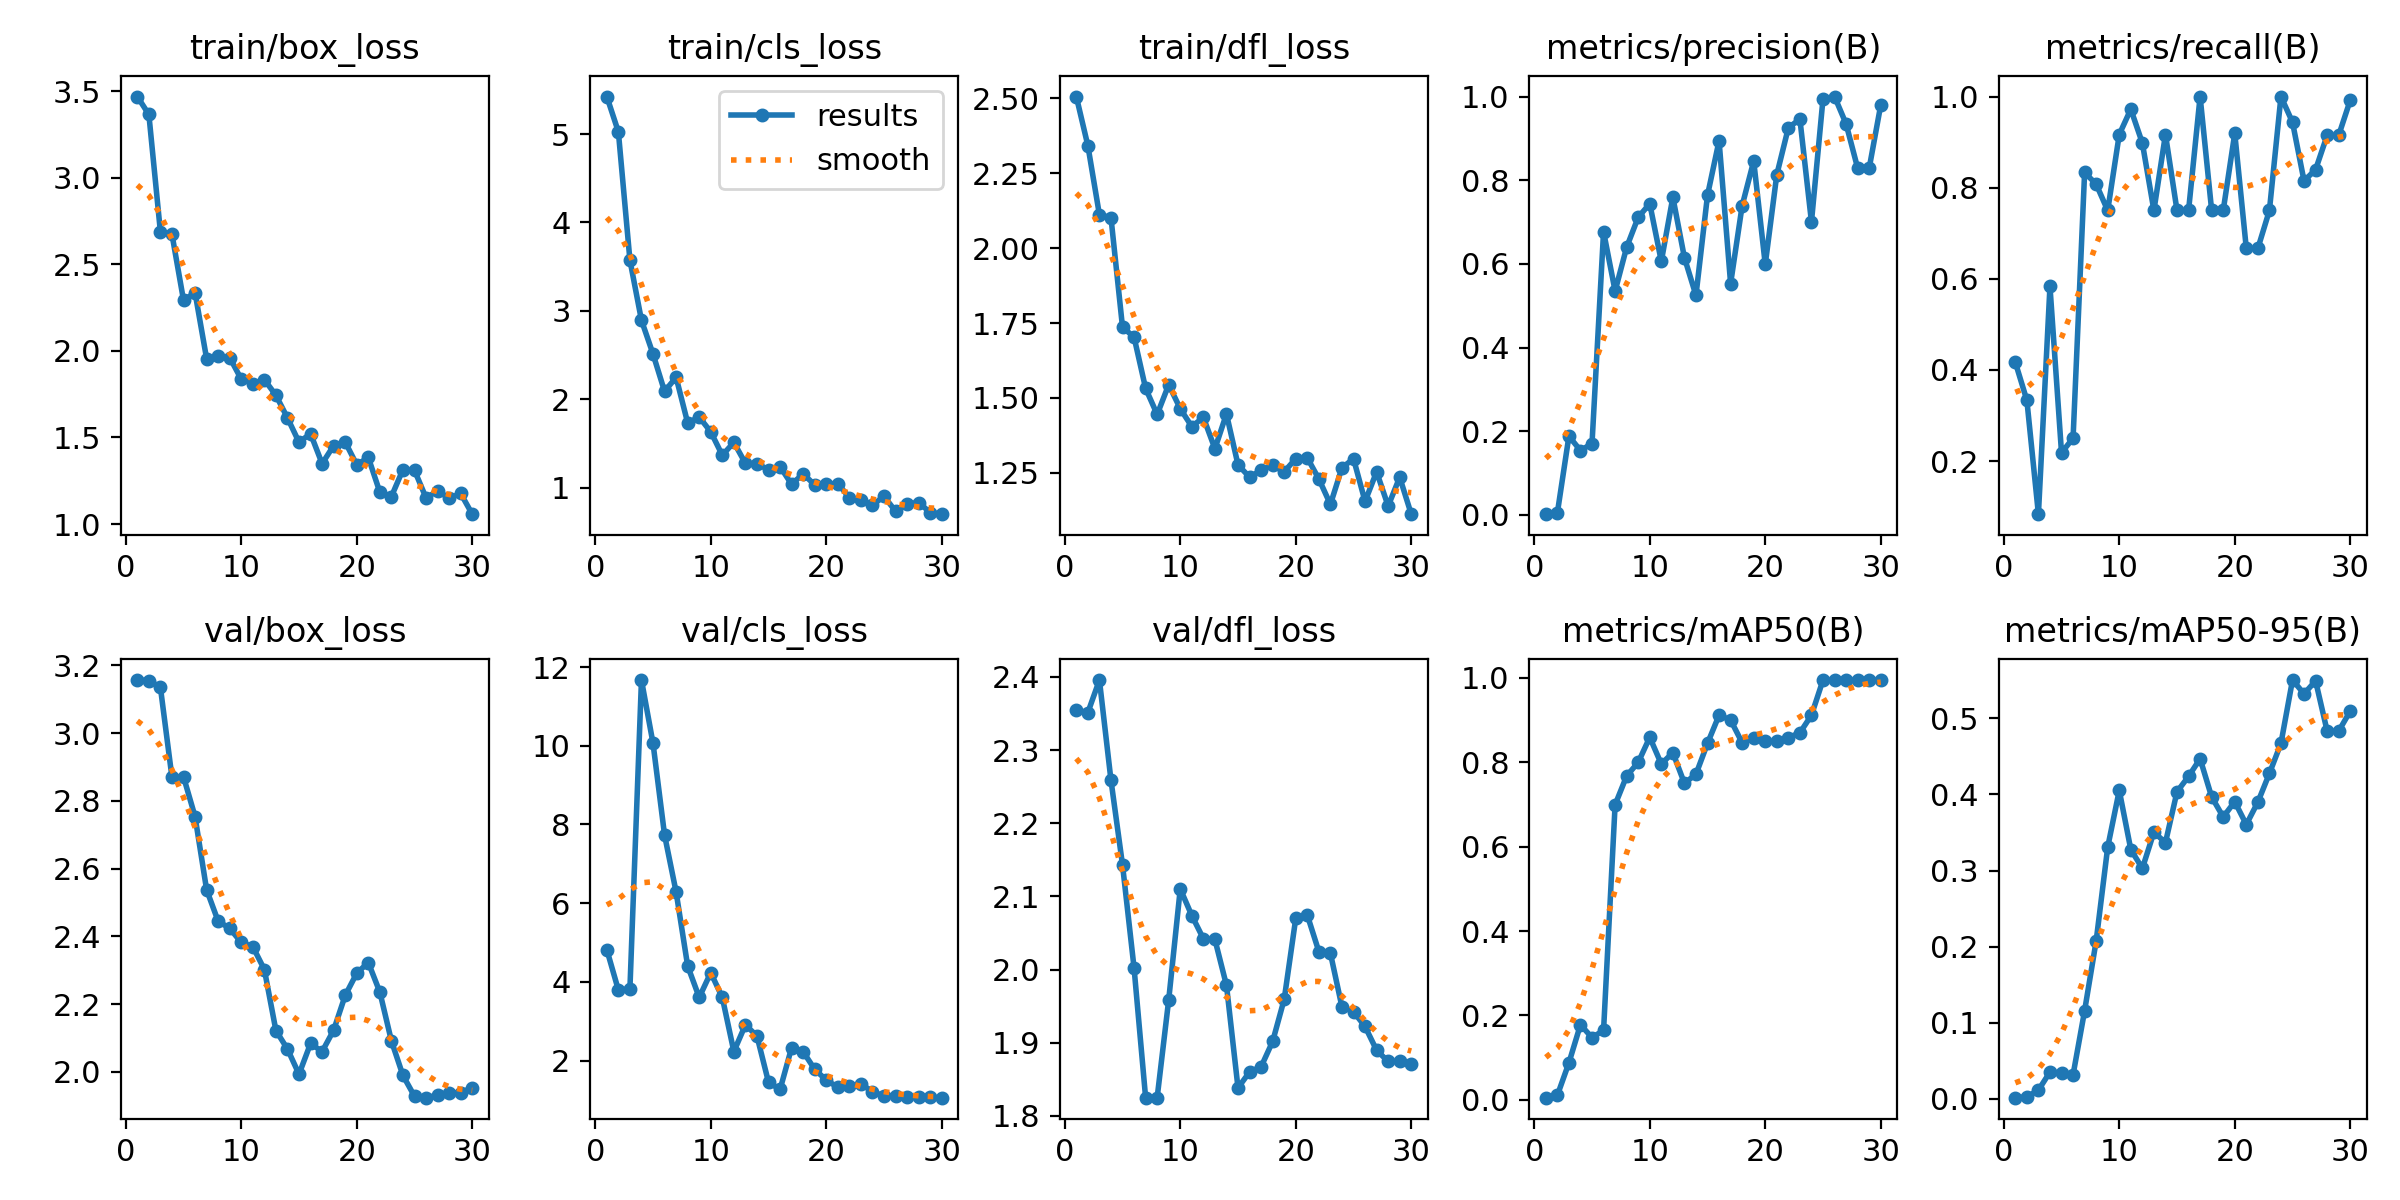 train/box_loss
3.5
3.0
2.5
2.0
1.5
1.0
0 10 20 30
train/cls_loss
results
smooth
5
4
3
2
1
0 10 20 30
train/dfl_loss
2.50
2.25
2.00
1.75
1.50
1.25
0 10 20 30
metrics/precision(B)
1.0
0.8
0.6
0.4
0.2
0.0
0 10 20 30
metrics/recall(B)
1.0
0.8
0.6
0.4
0.2
0 10 20 30
val/box_loss
3.2
3.0
2.8
2.6
2.4
2.2
2.0
0 10 20 30
val/cls_loss
12
10
8
6
4
2
0 10 20 30
val/dfl_loss
2.4
2.3
2.2
2.1
2.0
1.9
1.8
0 10 20 30
metrics/mAP50(B)
1.0
0.8
0.6
0.4
0.2
0.0
0 10 20 30
metrics/mAP50-95(B)
0.5
0.4
0.3
0.2
0.1
0.0
0 10 20 30